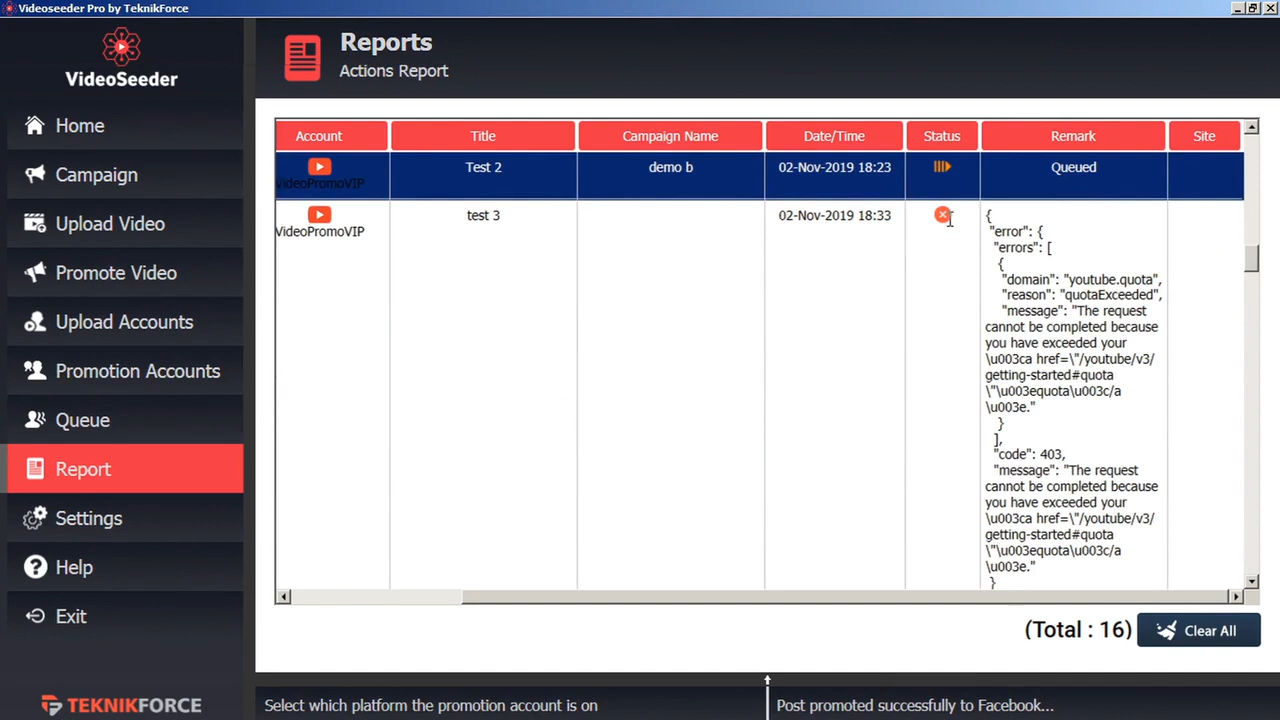 Videoseeder Pro by TeknikForce
VideoSeeder
Home
Campaign
Upload Video
Promote Video
Upload Accounts
Promotion Accounts
Queue
Report
Settings
Help
Exit
TEKNIKFORCE
Reports
Actions Report
Account Title Campaign Name Date/Time Status Remark Site
Test 2 demo b 02-Nov-2019 18:23 Queued
VideoPromoVIP
test 3 02-Nov-2019 18:33 {
VideoPromoVIP "error": {
"errors": [
{
"domain": "youtube.quota",
"reason": "quotaExceeded",
"message": "The request
cannot be completed because
you have exceeded your
\u003ca href=\"/youtube/v3/
getting-started#quota
\"\u003equota\u003c/a
\u003e."
}
],
"code": 403,
"message": "The request
cannot be completed because
you have exceeded your
\u003ca href=\"/youtube/v3/
getting-started#quota
\"\u003equota\u003c/a
\u003e."
}
(Total : 16) Clear All
Select which platform the promotion account is on Post promoted successfully to Facebook...